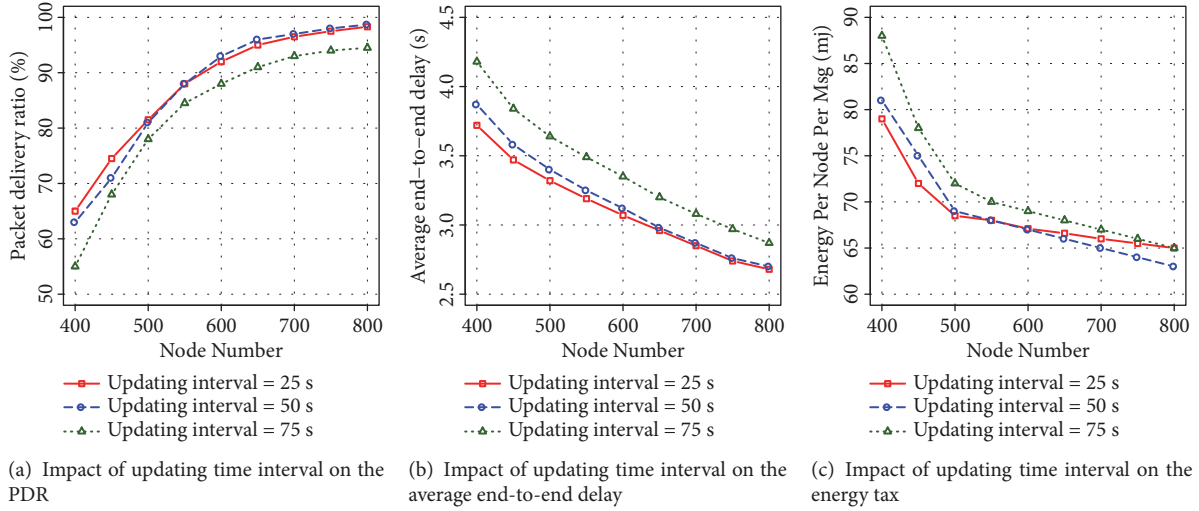 Packet delivery ratio (%)
100
90
80
70
60
50
400 500 600 700 800
Node Number
Updating interval = 25 s
Updating interval = 50 s
Updating interval = 75 s
(a) Impact of updating time interval on the
PDR
Average end−to−end delay (s)
4.5
4.0
3.5
3.0
2.5
400 500 600 700 800
Node Number
Updating interval = 25 s
Updating interval = 50 s
Updating interval = 75 s
(b) Impact of updating time interval on the
average end-to-end delay
Energy Per Node Per Msg (mj)
90
85
80
75
70
65
60
400 500 600 700 800
Node Number
Updating interval = 25 s
Updating interval = 50 s
Updating interval = 75 s
(c) Impact of updating time interval on the
energy tax